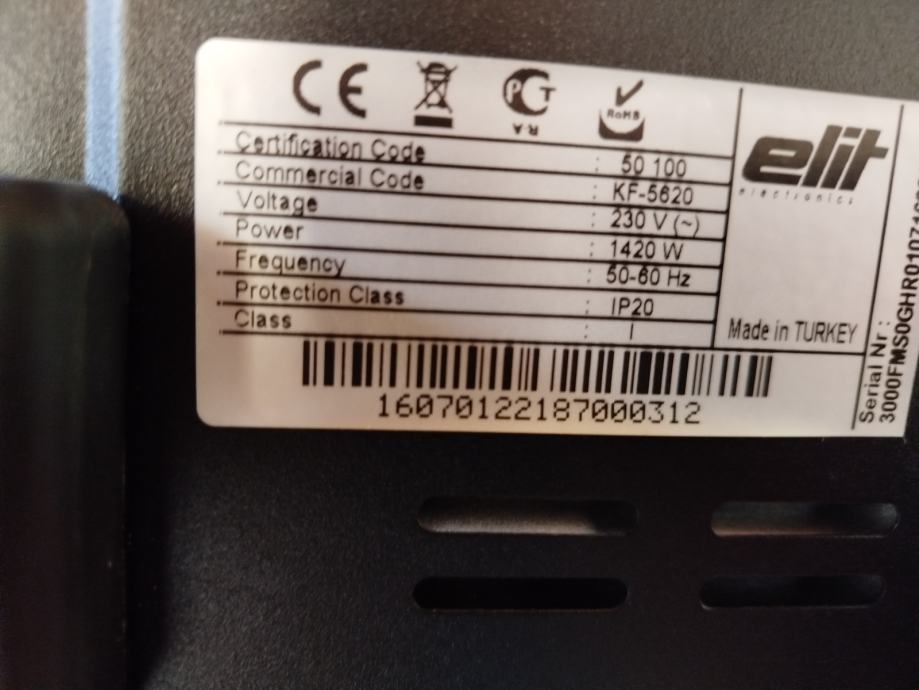 CE
PCT
AR
RoHS
Certification Code : 50 100
Commercial Code : KF-5620
Voltage : 230 V (~)
Power : 1420 W
Frequency : 50-60 Hz
Protection Class : IP20
Class : I
elit
electronics
Made in TURKEY
16070122187000312
Serial Nr :